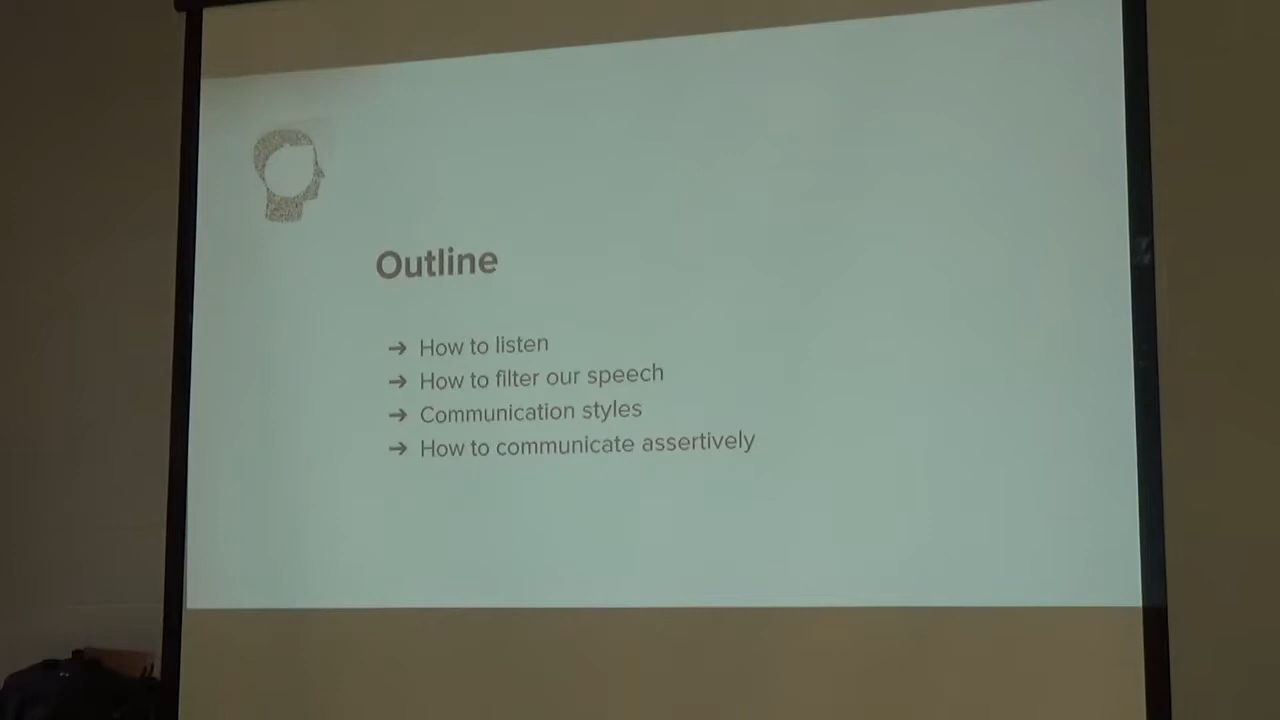 Outline
➔ How to listen
➔ How to filter our speech
➔ Communication styles
➔ How to communicate assertively